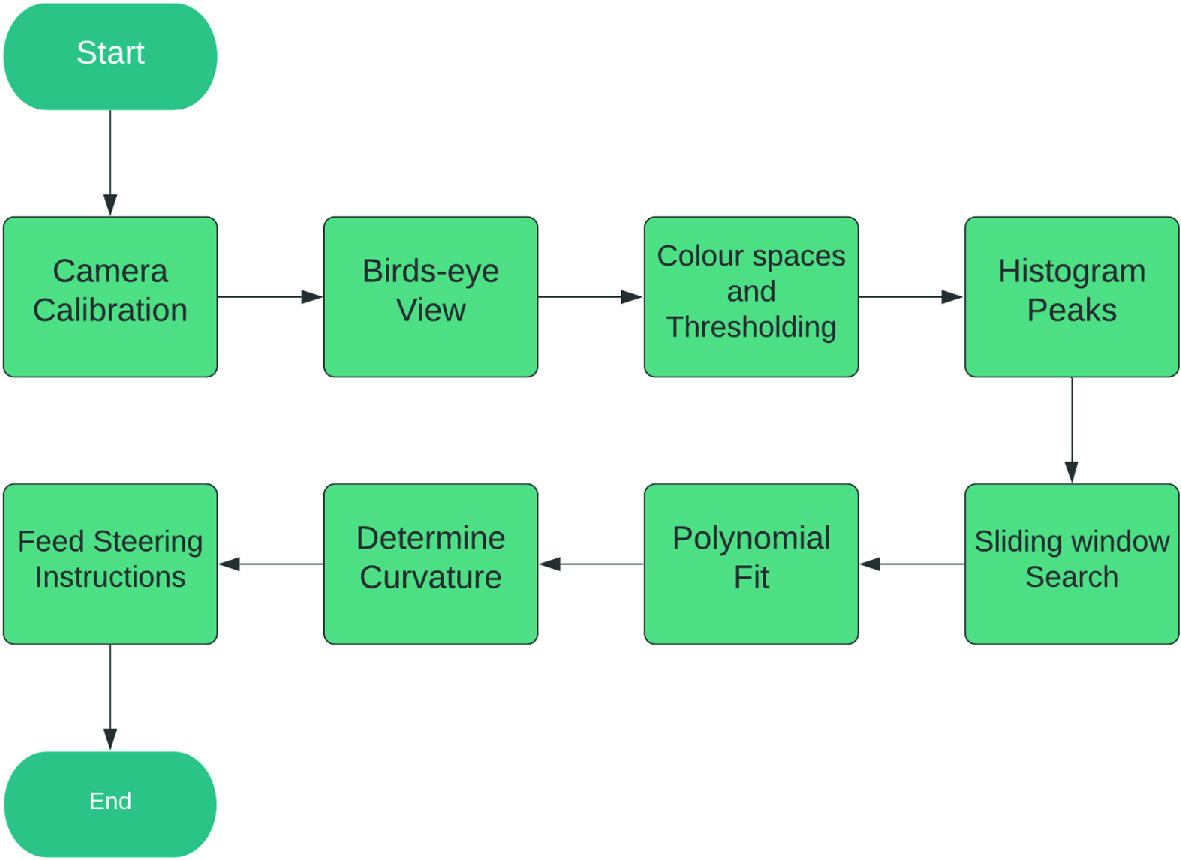 Start
Camera
Calibration
Birds-eye
View
Colour spaces
and
Thresholding
Histogram
Peaks
Sliding window
Search
Polynomial
Fit
Determine
Curvature
Feed Steering
Instructions
End